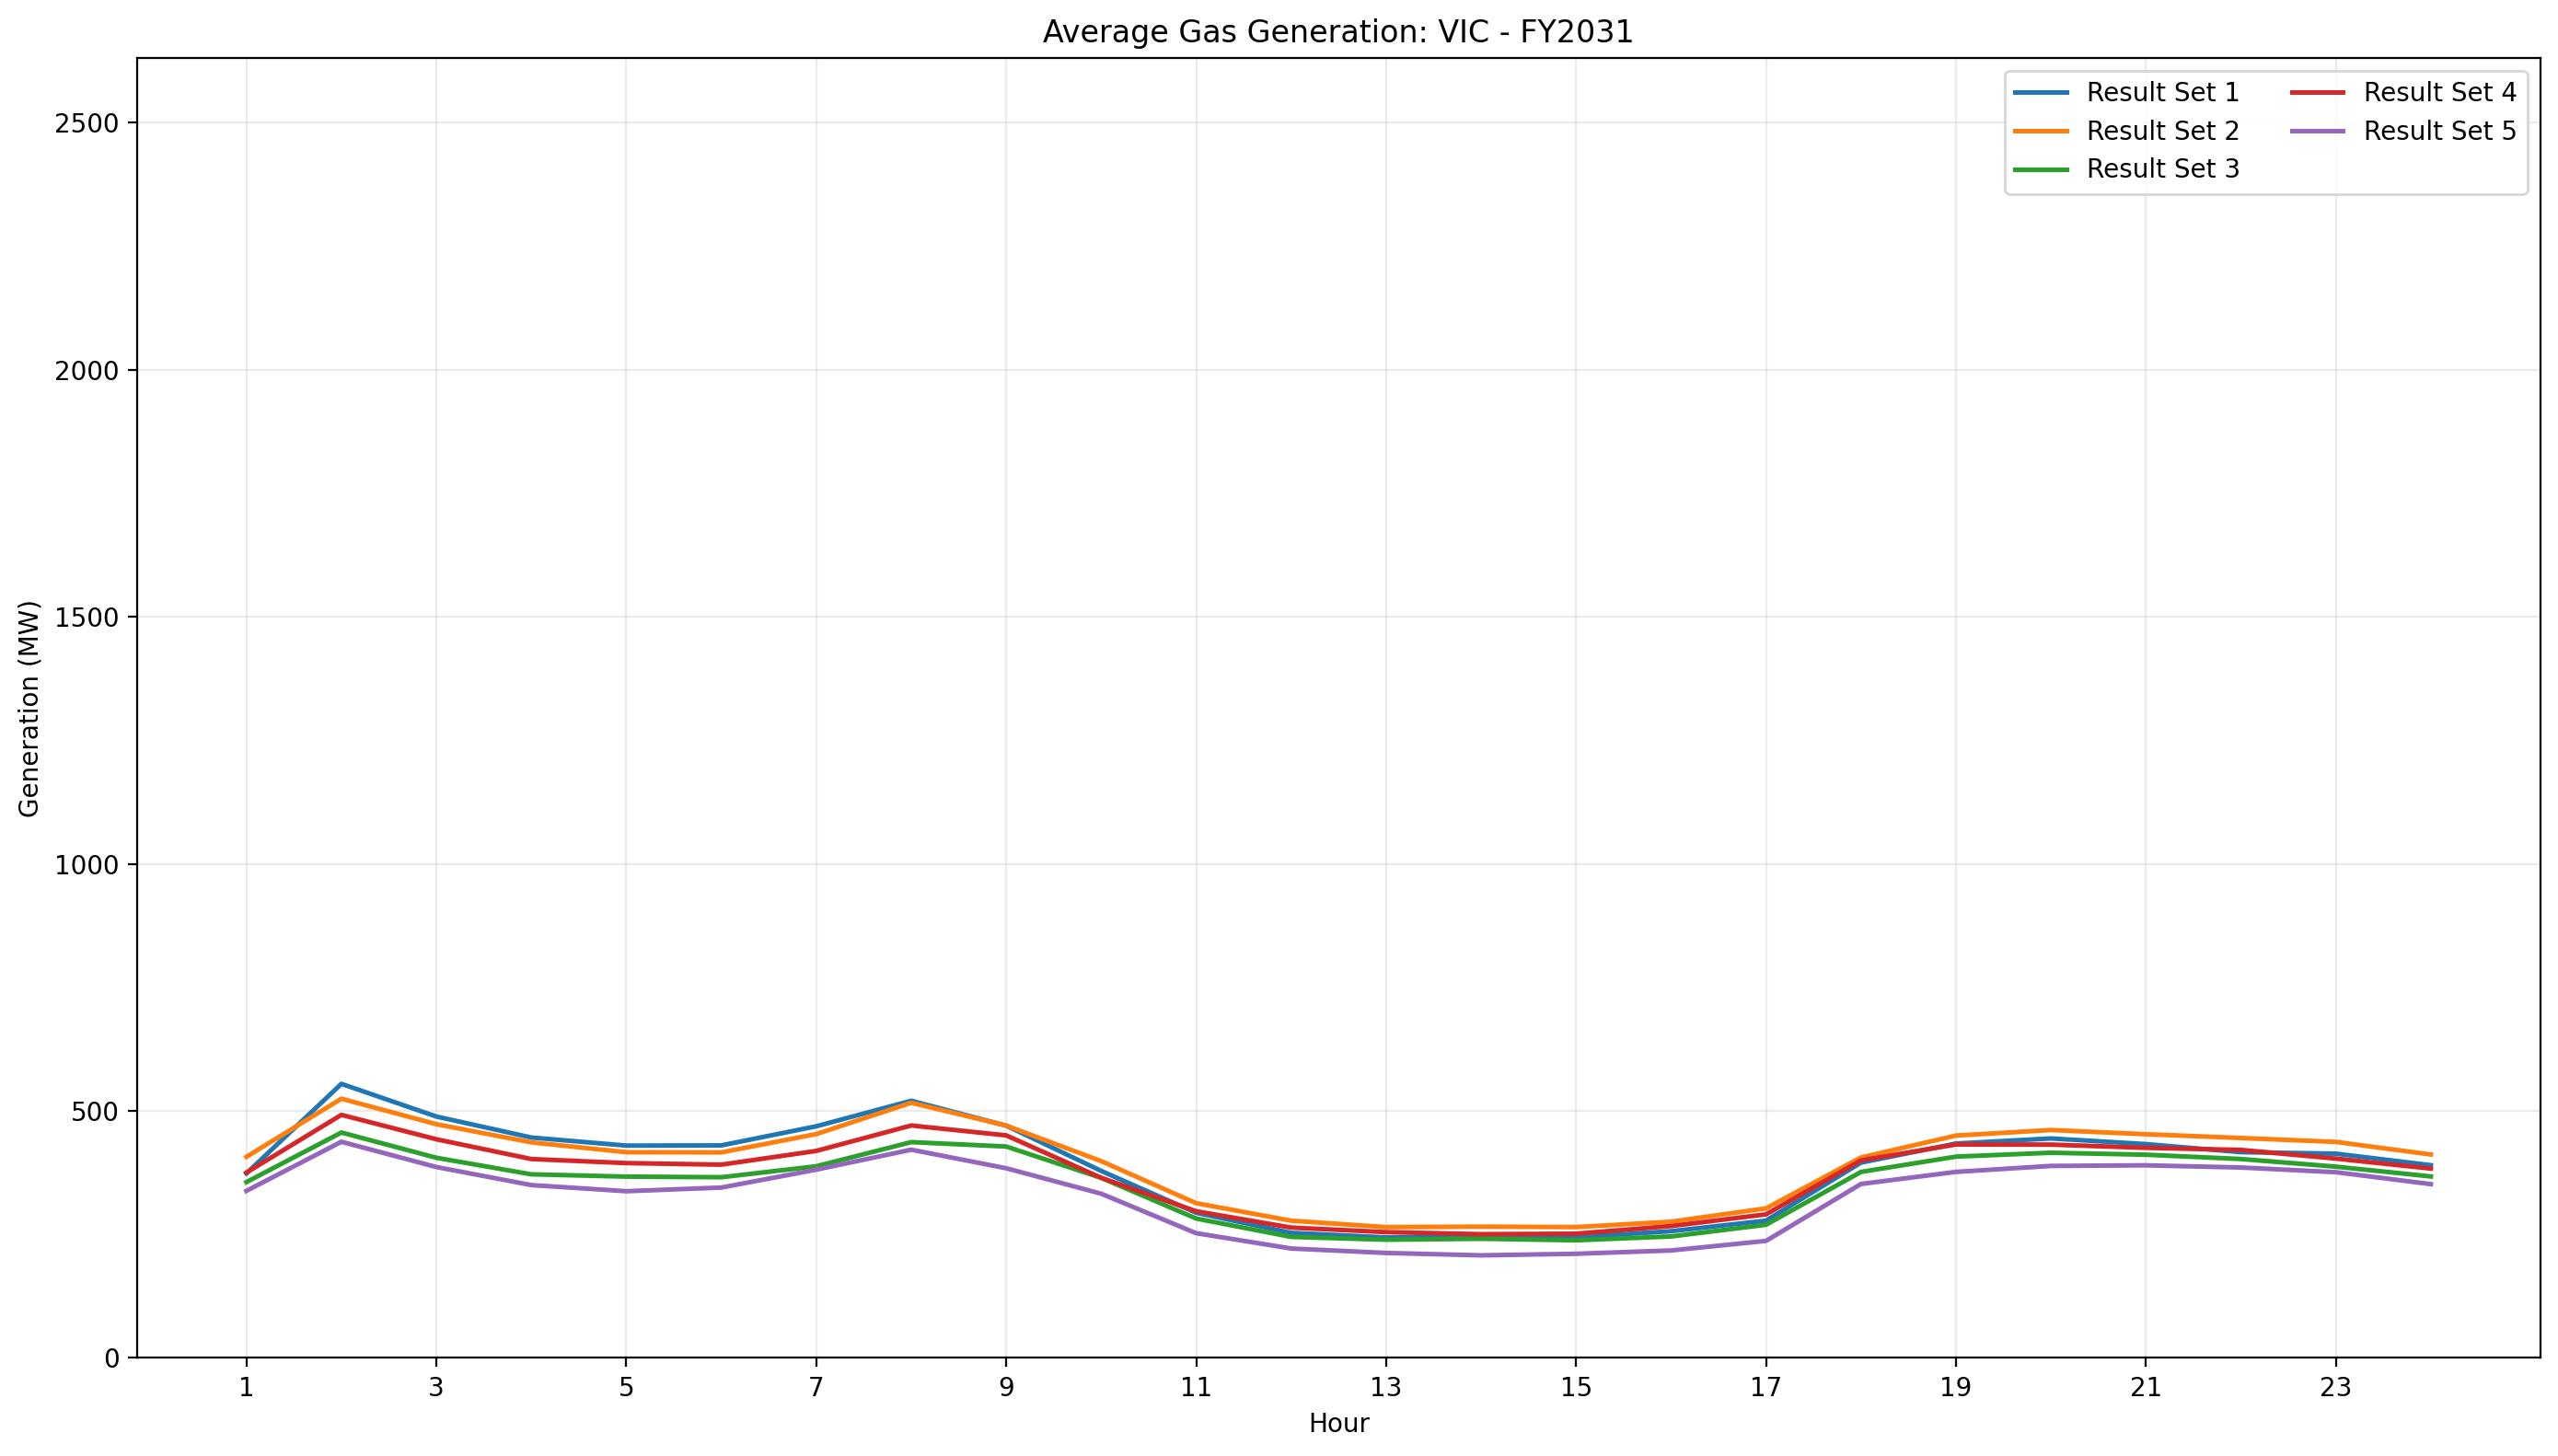 Average Gas Generation: VIC - FY2031
Result Set 1
Result Set 2
Result Set 3
Result Set 4
Result Set 5
Generation (MW)
2500
2000
1500
1000
500
0
1 3 5 7 9 11 13 15 17 19 21 23
Hour